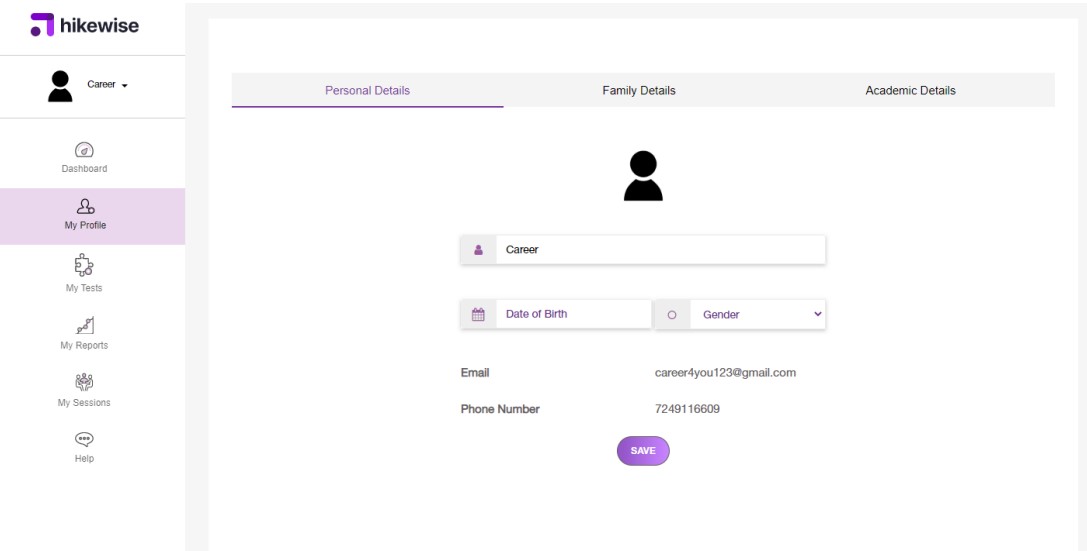 hikewise
Career
Dashboard
My Profile
My Tests
My Reports
My Sessions
Help
Personal Details Family Details Academic Details
Career
Date of Birth Gender
Email career4you123@gmail.com
Phone Number 7249116609
SAVE